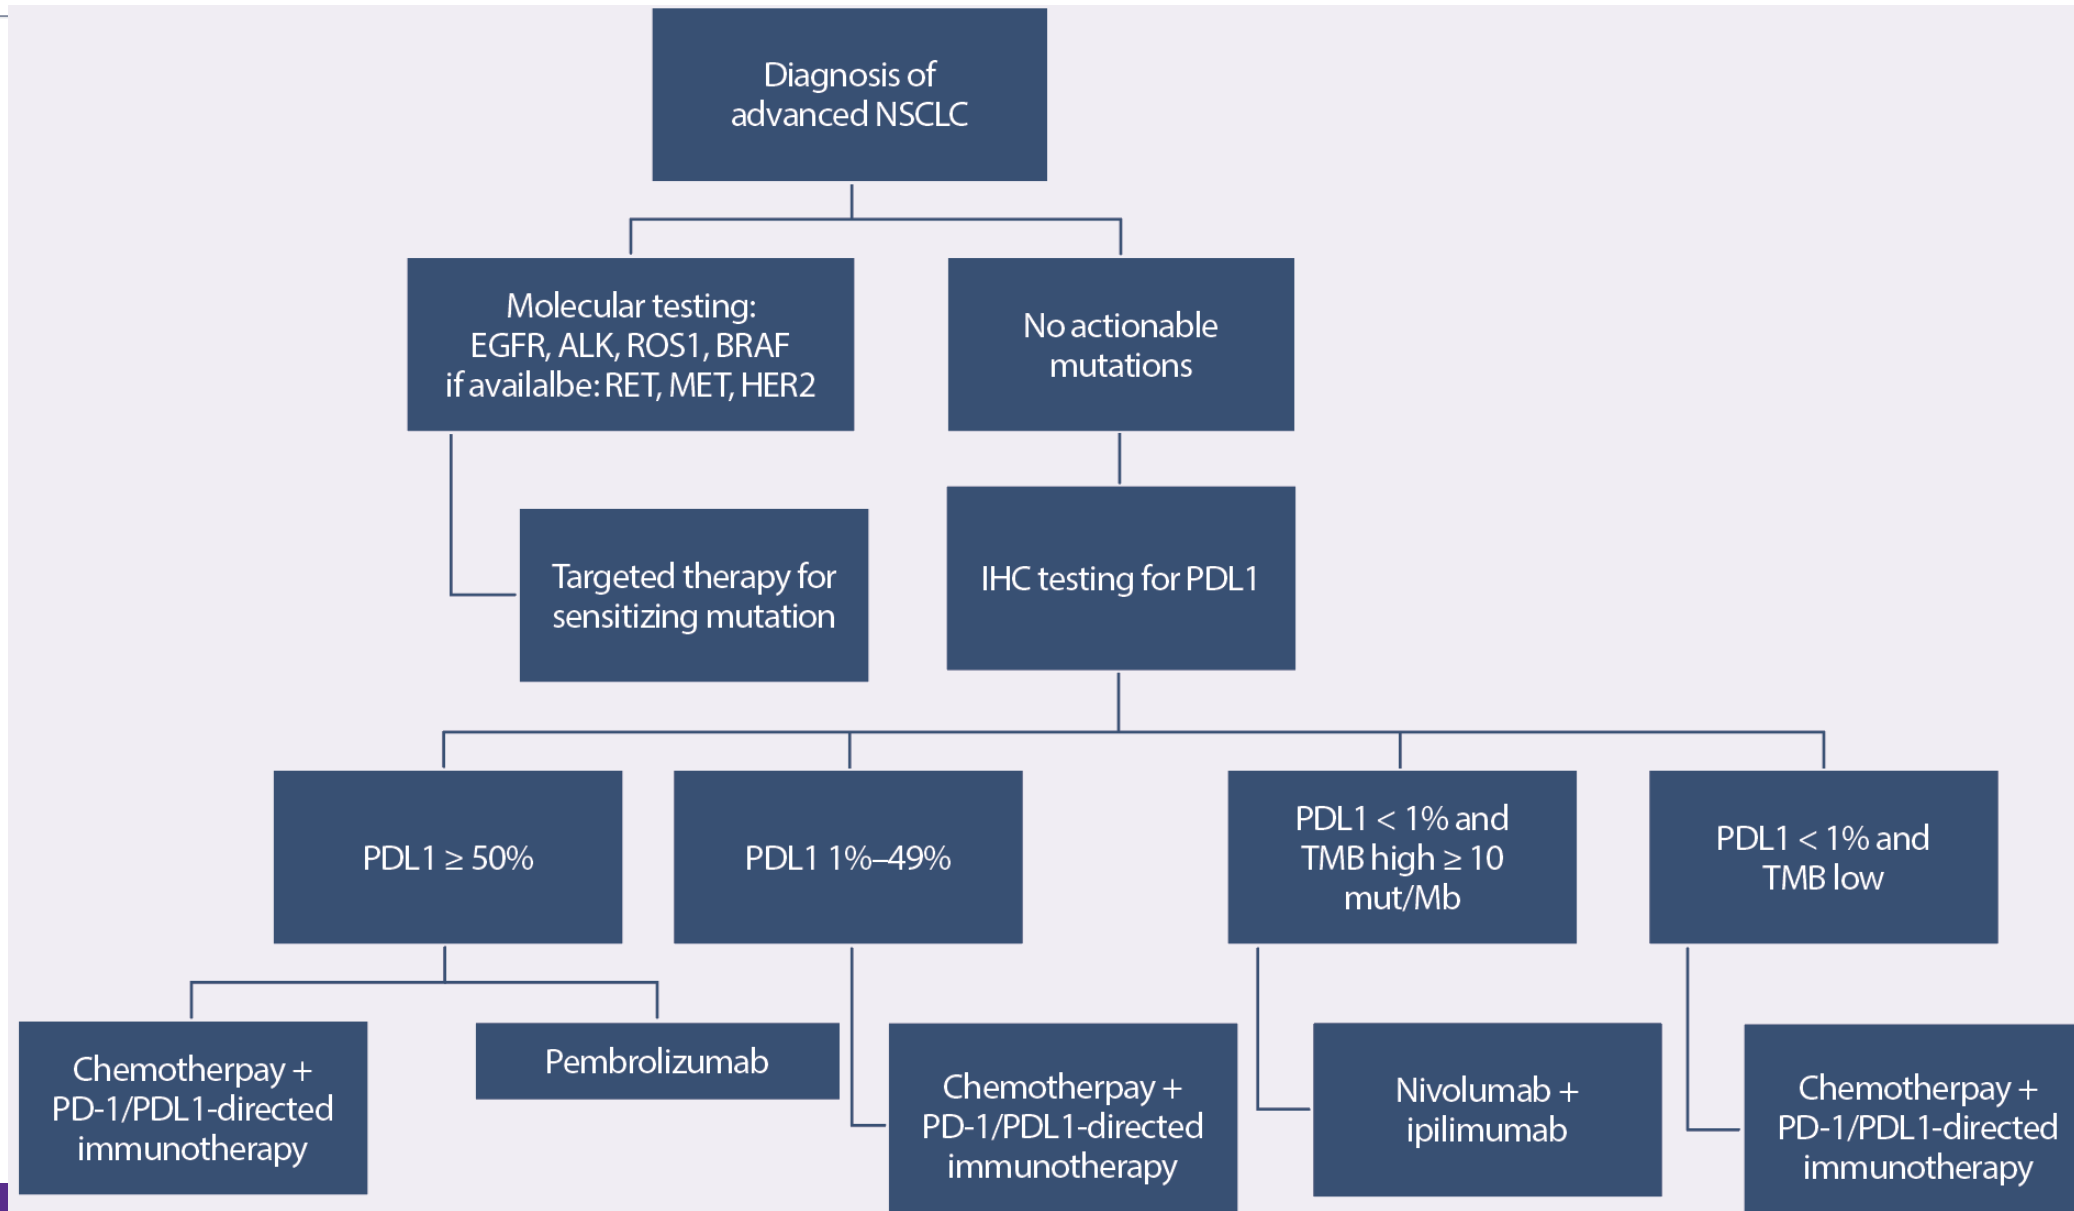 Diagnosis of
advanced NSCLC
Molecular testing:
EGFR, ALK, ROS1, BRAF
if availalbe: RET, MET, HER2
No actionable
mutations
Targeted therapy for
sensitizing mutation
IHC testing for PDL1
PDL1 ≥ 50%
PDL1 1%–49%
PDL1 < 1% and
TMB high ≥ 10
mut/Mb
PDL1 < 1% and
TMB low
Chemotherpay +
PD-1/PDL1-directed
immunotherapy
Pembrolizumab
Chemotherpay +
PD-1/PDL1-directed
immunotherapy
Nivolumab +
ipilimumab
Chemotherpay +
PD-1/PDL1-directed
immunotherapy